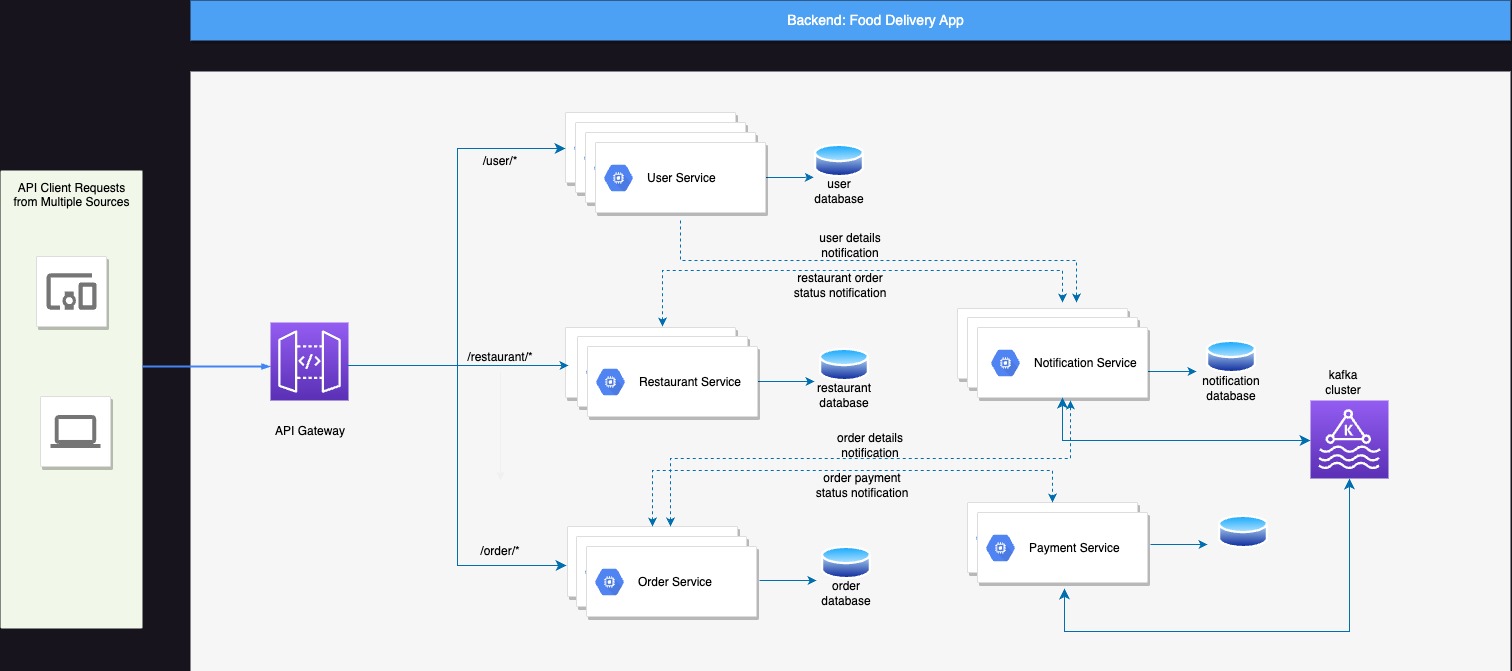 Backend: Food Delivery App
API Client Requests
from Multiple Sources
/user/*
User Service
user
database
user details
notification
restaurant order
status notification
/restaurant/*
Restaurant Service
restaurant
database
Notification Service
notification
database
kafka
cluster
K
</>
API Gateway
order details
notification
order payment
status notification
/order/*
Order Service
order
database
Payment Service